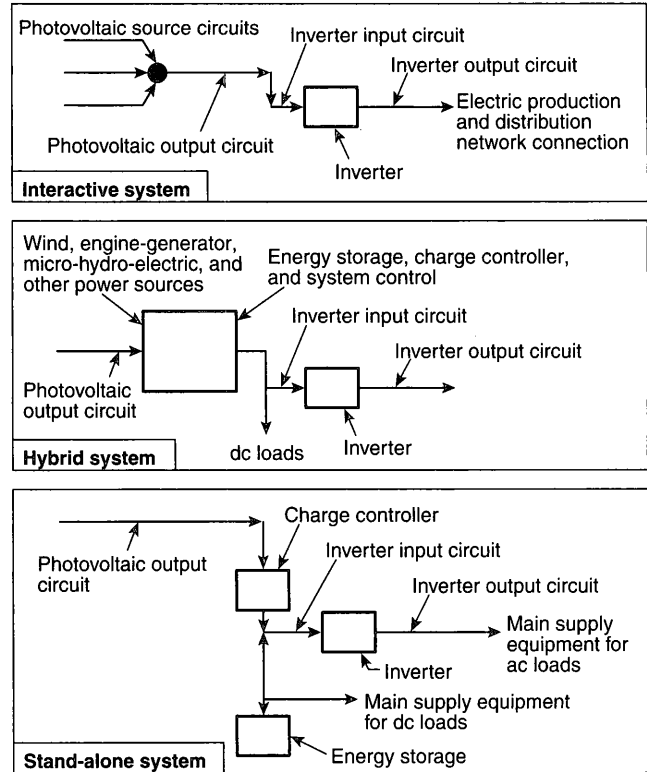 Photovoltaic source circuits
Inverter input circuit
Inverter output circuit
Electric production
and distribution
network connection
Photovoltaic output circuit
Inverter
Interactive system
Wind, engine-generator,
micro-hydro-electric, and
other power sources
Energy storage, charge controller,
and system control
Inverter input circuit
Inverter output circuit
Photovoltaic
output circuit
dc loads
Inverter
Hybrid system
Charge controller
Photovoltaic output
circuit
Inverter input circuit
Inverter output circuit
Main supply
equipment for
ac loads
Inverter
Main supply equipment
for dc loads
Energy storage
Stand-alone system